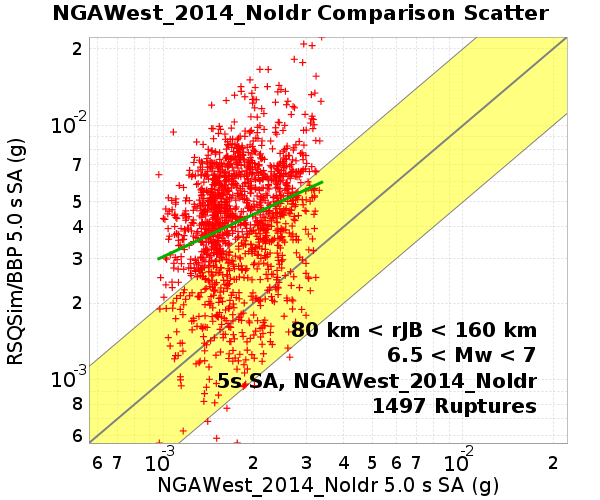 NGAWest_2014_NoIdr Comparison Scatter
RSQSim/BBP 5.0 s SA (g)
2
10-2
7
5
4
3
2
10-3
8
6
80 km < rJB < 160 km
6.5 < Mw < 7
5s SA, NGAWest_2014_NoIdr
1497 Ruptures
6 7 10-3 2 3 4 5 6 7 10-2 2
NGAWest_2014_NoIdr 5.0 s SA (g)